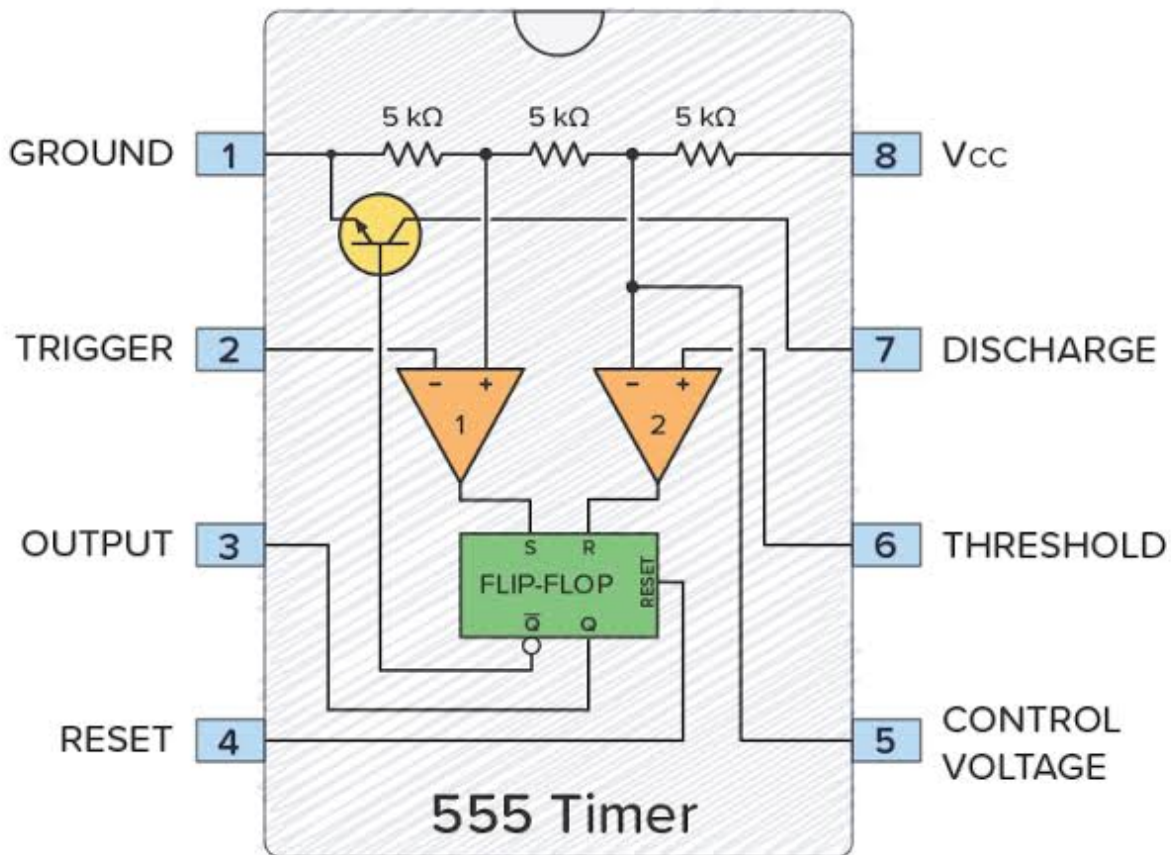 5 kΩ 5 kΩ 5 kΩ
GROUND 1 8 VCC
TRIGGER 2 7 DISCHARGE
- + - +
1 2
OUTPUT 3 6 THRESHOLD
S R
FLIP-FLOP
RESET
Q̅ Q
RESET 4 5 CONTROL
VOLTAGE
555 Timer